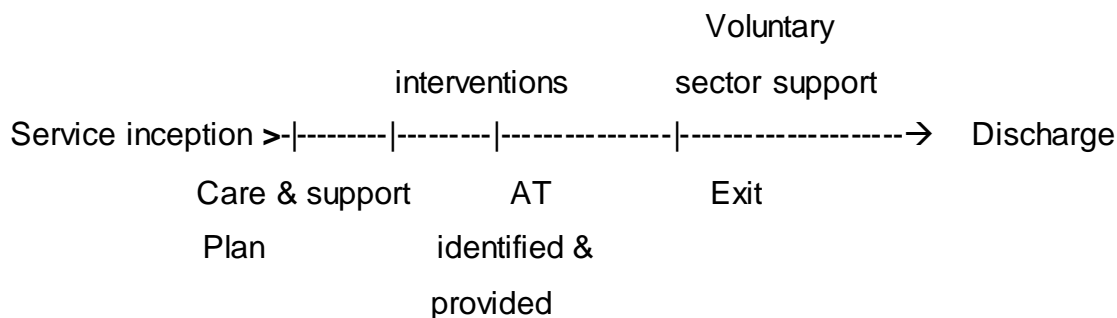 Voluntary
interventions sector support
Service inception >-|---------|---------|----------------|---------------------→ Discharge
Care & support AT Exit
Plan identified &
provided